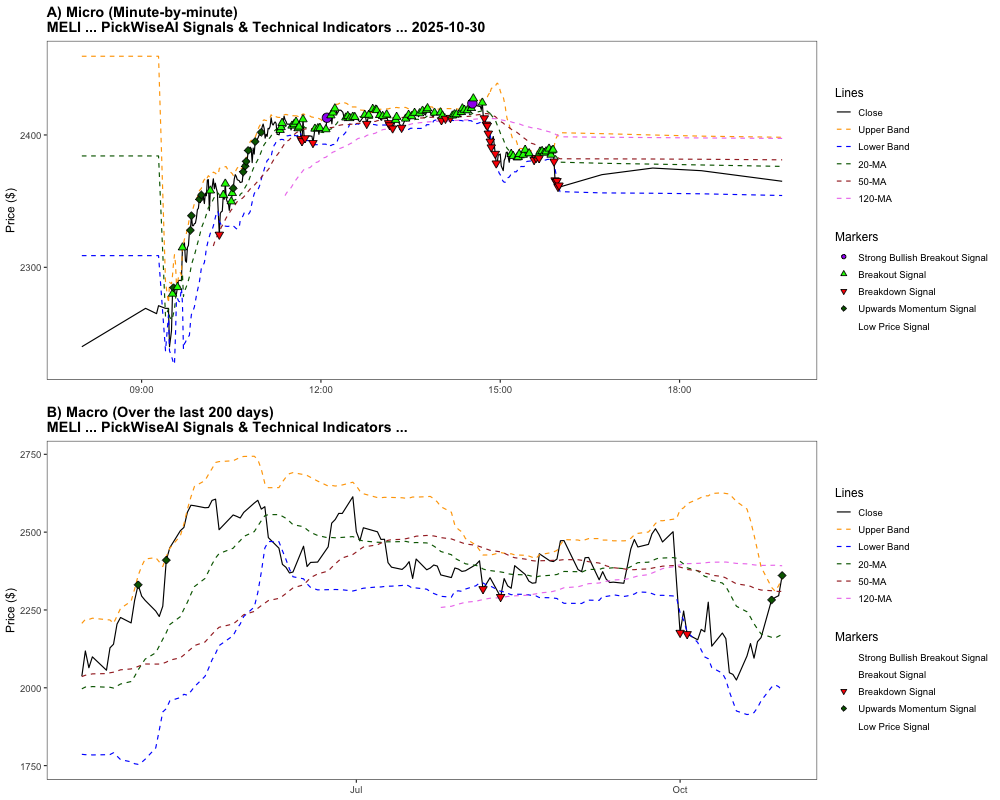 A) Micro (Minute-by-minute)
MELI ... PickWiseAI Signals & Technical Indicators ... 2025-10-30
Price ($)
2400
2300
09:00
12:00
15:00
18:00
Lines
Close
Upper Band
Lower Band
20-MA
50-MA
120-MA
Markers
Strong Bullish Breakout Signal
Breakout Signal
Breakdown Signal
Upwards Momentum Signal
Low Price Signal
B) Macro (Over the last 200 days)
MELI ... PickWiseAI Signals & Technical Indicators ...
Price ($)
2750
2500
2250
2000
1750
Jul
Oct
Lines
Close
Upper Band
Lower Band
20-MA
50-MA
120-MA
Markers
Strong Bullish Breakout Signal
Breakout Signal
Breakdown Signal
Upwards Momentum Signal
Low Price Signal